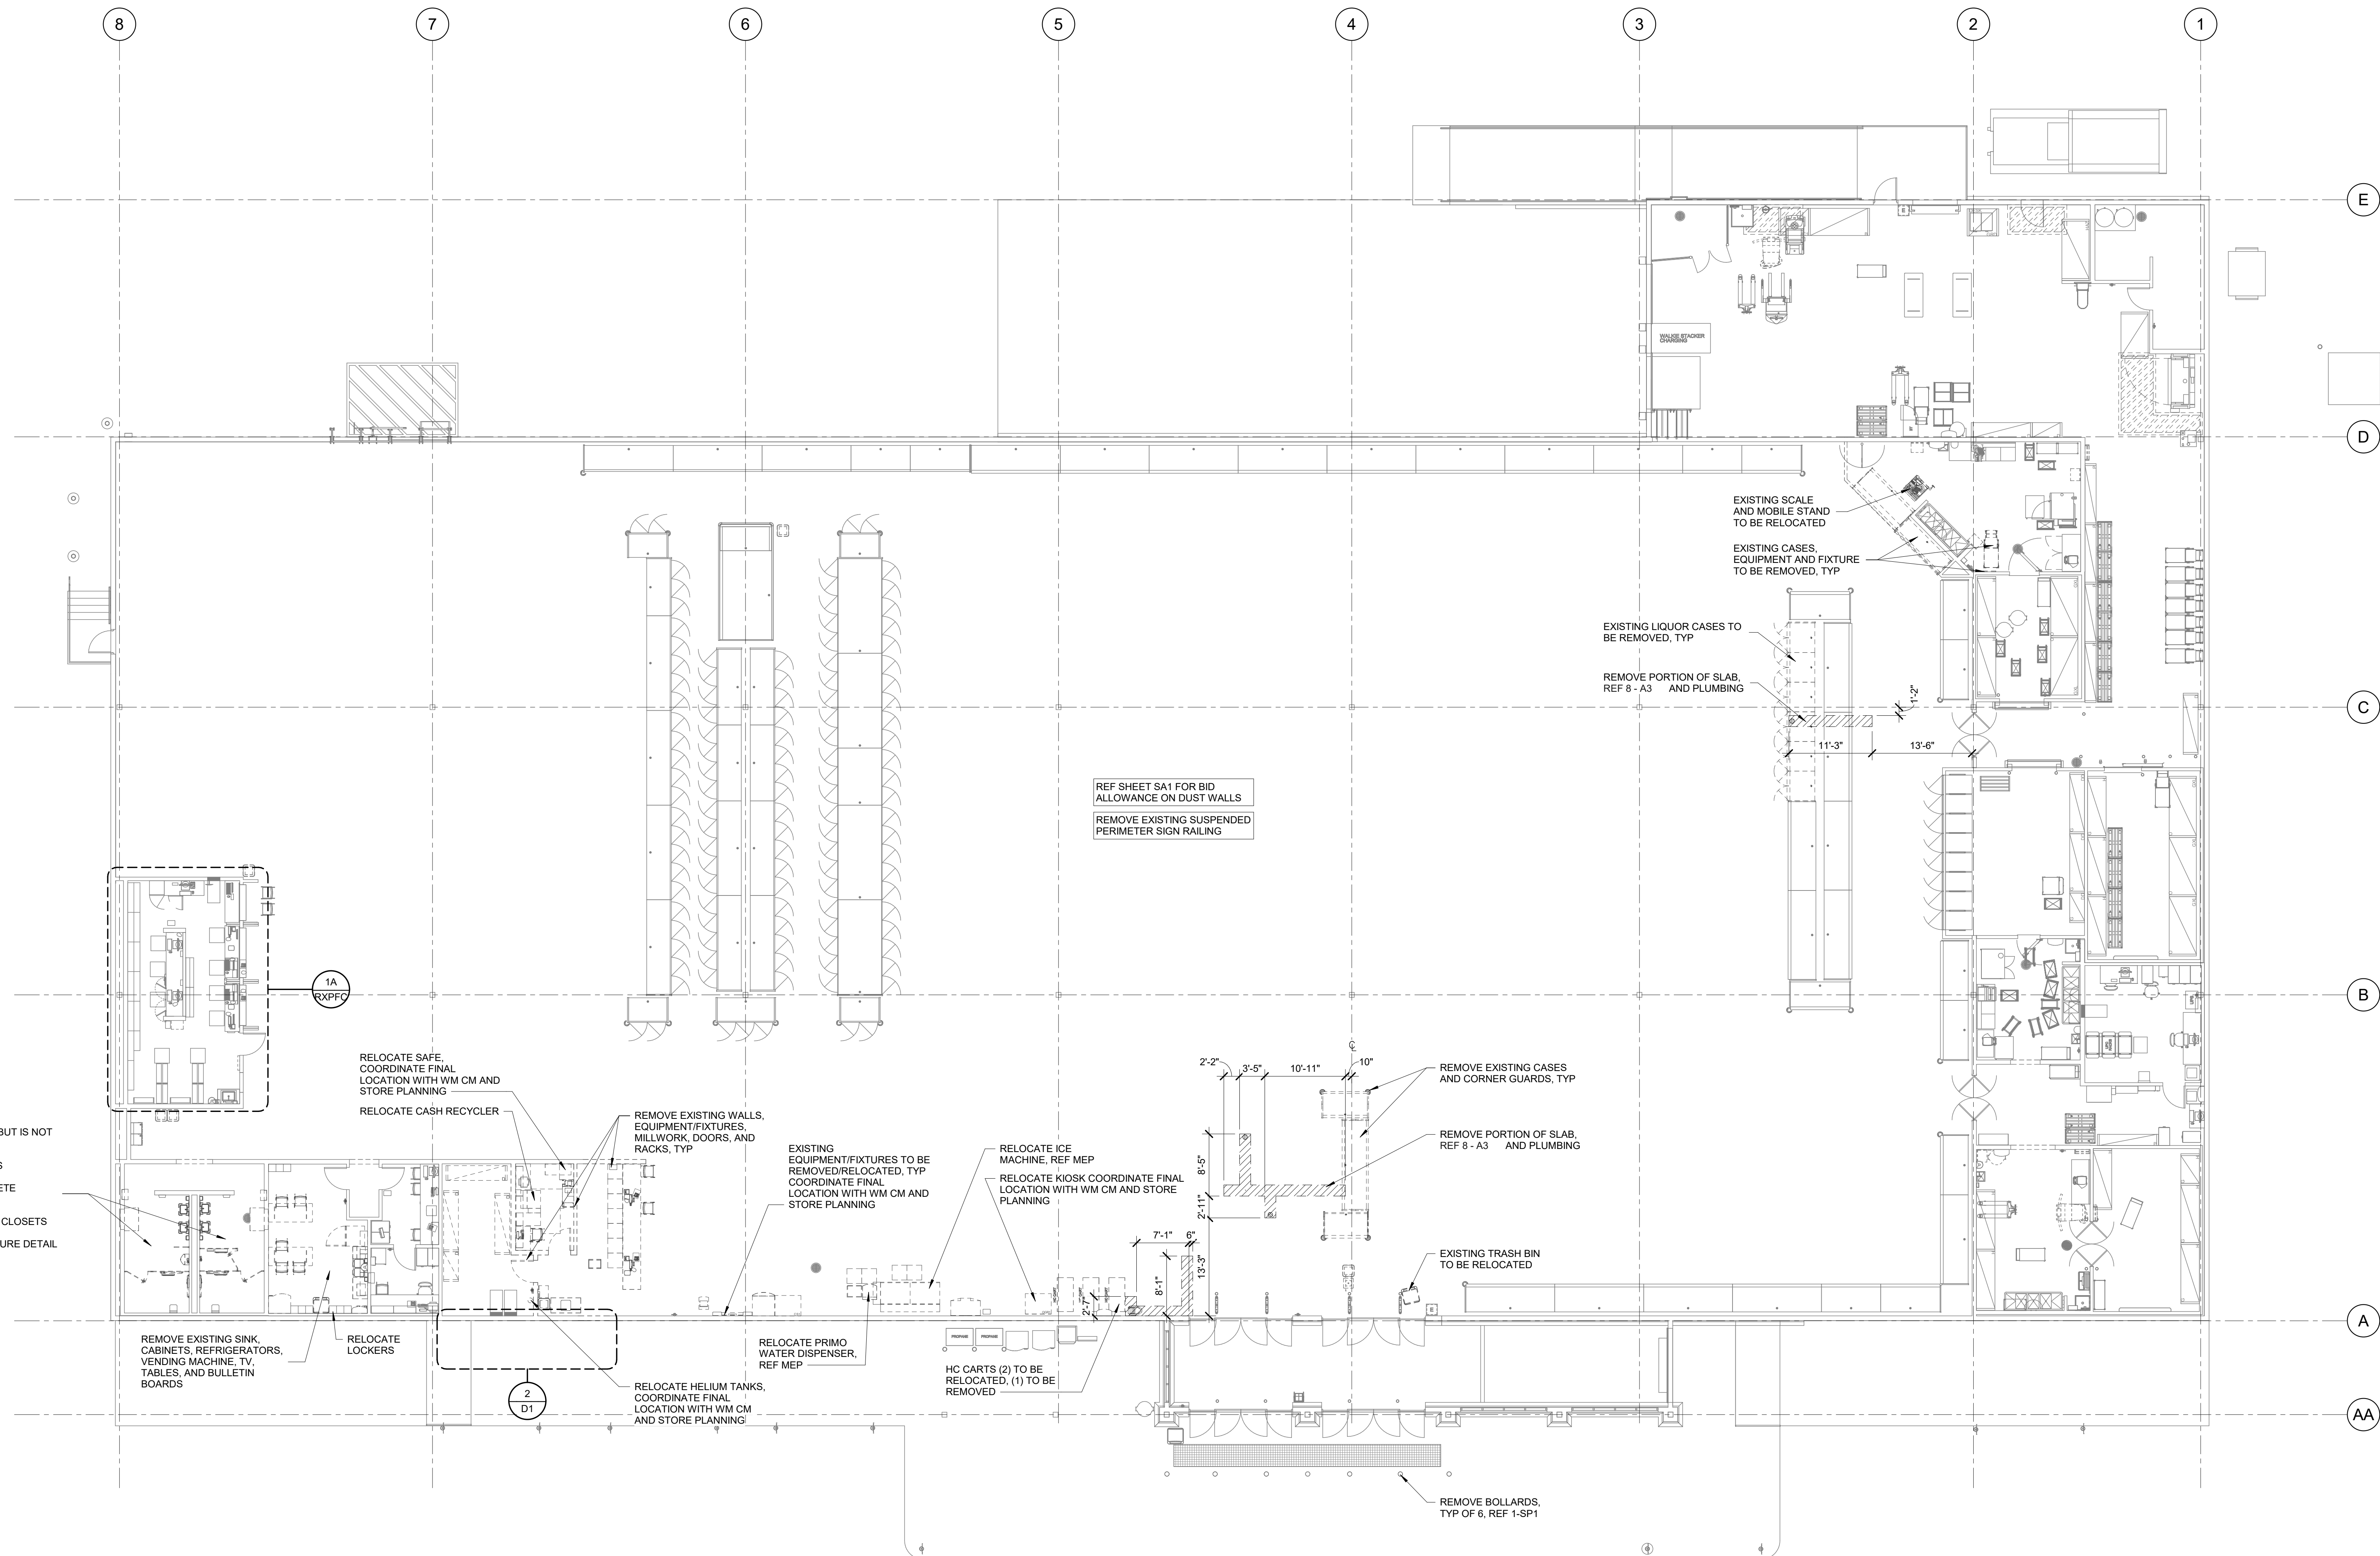 8
7
6
5
4
3
2
1
E
WALKIE STACKER
CHARGING
D
EXISTING SCALE
AND MOBILE STAND
TO BE RELOCATED
EXISTING CASES,
EQUIPMENT AND FIXTURE
TO BE REMOVED, TYP
EXISTING LIQUOR CASES TO
BE REMOVED, TYP
REMOVE PORTION OF SLAB,
REF 8 - A3 AND PLUMBING
1'-2"
C
11'-3"
13'-6"
REF SHEET SA1 FOR BID
ALLOWANCE ON DUST WALLS
REMOVE EXISTING SUSPENDED
PERIMETER SIGN RAILING
1A
RXPFC
B
RELOCATE SAFE,
COORDINATE FINAL
LOCATION WITH WM CM AND
STORE PLANNING
RELOCATE CASH RECYCLER
REMOVE EXISTING WALLS,
EQUIPMENT/FIXTURES,
MILLWORK, DOORS, AND
RACKS, TYP
2'-2"
3'-5"
10'-11"
10"
REMOVE EXISTING CASES
AND CORNER GUARDS, TYP
BUT IS NOT
S
ETE
CLOSETS
URE DETAIL
EXISTING
EQUIPMENT/FIXTURES TO BE
REMOVED/RELOCATED, TYP
COORDINATE FINAL
LOCATION WITH WM CM AND
STORE PLANNING
RELOCATE ICE
MACHINE, REF MEP
RELOCATE KIOSK COORDINATE FINAL
LOCATION WITH WM CM AND STORE
PLANNING
8'-5"
2'-11"
REMOVE PORTION OF SLAB,
REF 8 - A3 AND PLUMBING
7'-1"
6"
13'-3"
8'-1"
2'-7"
EXISTING TRASH BIN
TO BE RELOCATED
A
REMOVE EXISTING SINK,
CABINETS, REFRIGERATORS,
VENDING MACHINE, TV,
TABLES, AND BULLETIN
BOARDS
RELOCATE
LOCKERS
2
D1
RELOCATE HELIUM TANKS,
COORDINATE FINAL
LOCATION WITH WM CM
AND STORE PLANNING
RELOCATE PRIMO
WATER DISPENSER,
REF MEP
PROPANE
PROPANE
HC CARTS (2) TO BE
RELOCATED, (1) TO BE
REMOVED
AA
REMOVE BOLLARDS,
TYP OF 6, REF 1-SP1